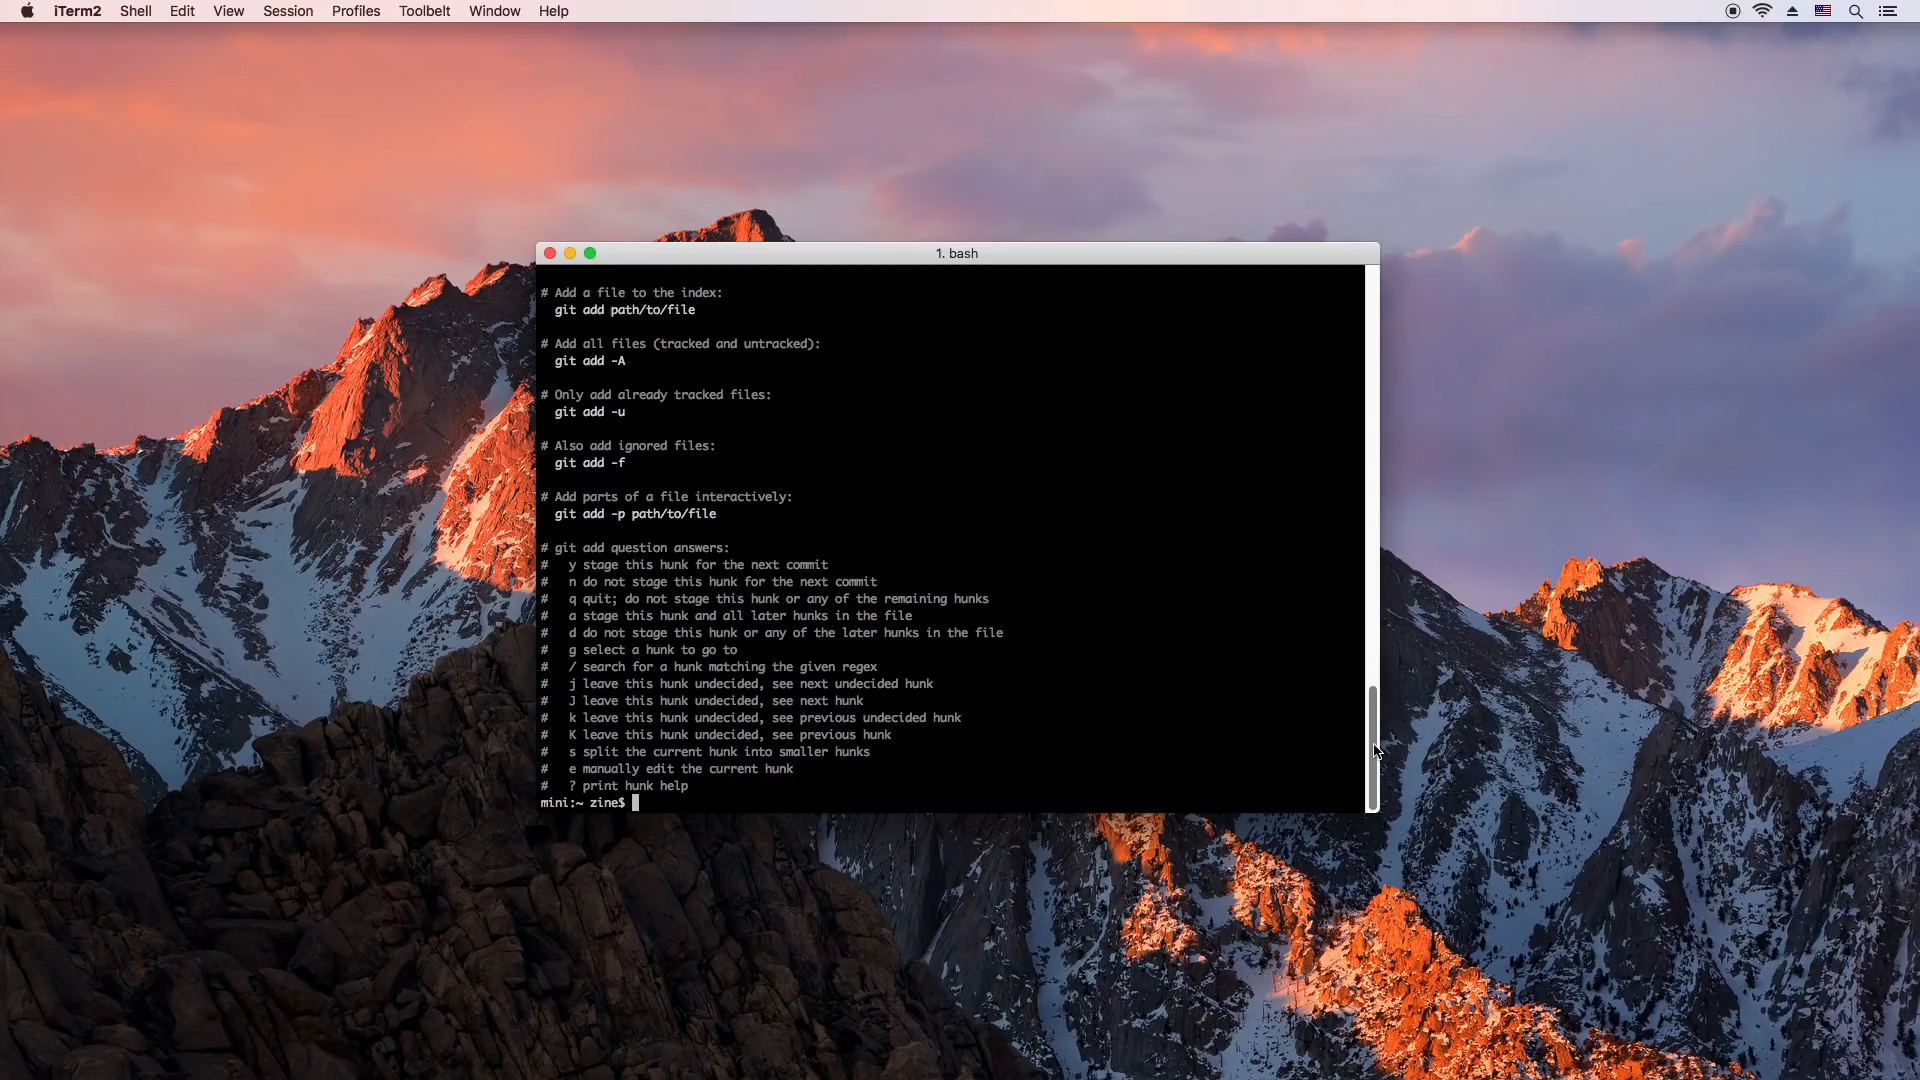 iTerm2 Shell Edit View Session Profiles Toolbelt Window Help
1. bash
# Add a file to the index:
git add path/to/file
# Add all files (tracked and untracked):
git add -A
# Only add already tracked files:
git add -u
# Also add ignored files:
git add -f
# Add parts of a file interactively:
git add -p path/to/file
# git add question answers:
# y stage this hunk for the next commit
# n do not stage this hunk for the next commit
# q quit; do not stage this hunk or any of the remaining hunks
# a stage this hunk and all later hunks in the file
# d do not stage this hunk or any of the later hunks in the file
# g select a hunk to go to
# / search for a hunk matching the given regex
# j leave this hunk undecided, see next undecided hunk
# J leave this hunk undecided, see next hunk
# k leave this hunk undecided, see previous undecided hunk
# K leave this hunk undecided, see previous hunk
# s split the current hunk into smaller hunks
# e manually edit the current hunk
# ? print hunk help
mini:~ zine$